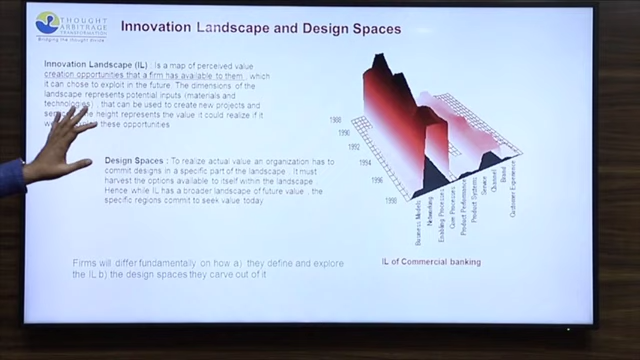 THOUGHT
ARBITRAGE
TRANSFORMATION
Bridging the thought divide
Innovation Landscape and Design Spaces
Innovation Landscape (IL) : Is a map of perceived value
creation opportunities that a firm has available to them , which
it can chose to exploit in the future. The dimensions of the
landscape represents potential inputs (materials and
technologies) , that can be used to create new projects and
height represents the value it could realize if it
these opportunities
Design Spaces : To realize actual value an organization has to
commit designs in a specific part of the landscape . It must
harvest the options available to itself within the landscape .
Hence while IL has a broader landscape of future value , the
specific regions commit to seek value today
Firms will differ fundamentally on how a) they define and explore
the IL b) the design spaces they carve out of it
1988
1990
1992
1994
1996
1998
Business Models
Networking
Enabling Processes
Core Processes
Product Performance
Product Systems
Service
Channel
Brand
Customer Experience
IL of Commercial banking